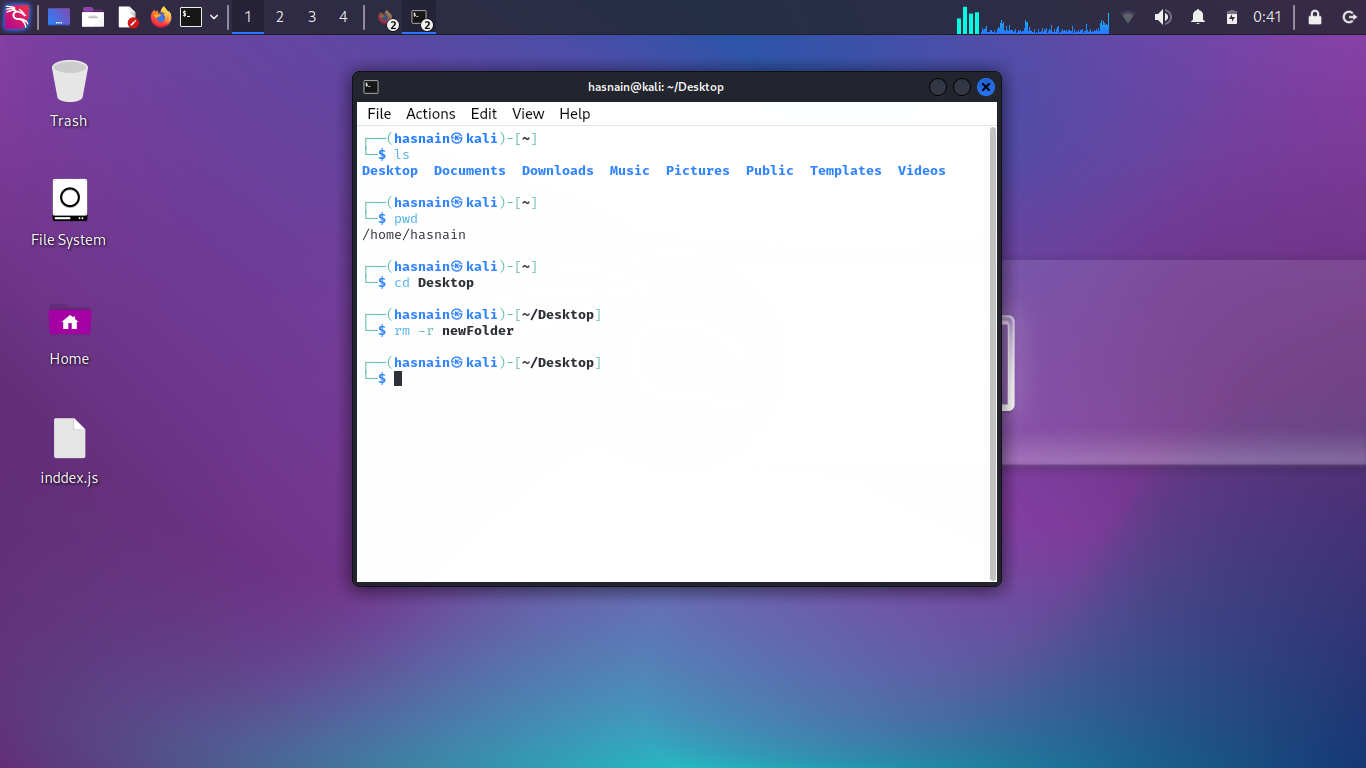 1 2 3 4 2 2 0:41
Trash
File System
Home
inddex.js
hasnain@kali: ~/Desktop
File Actions Edit View Help
┌──(hasnain㉿kali)-[~]
└─$ ls
Desktop Documents Downloads Music Pictures Public Templates Videos
┌──(hasnain㉿kali)-[~]
└─$ pwd
/home/hasnain
┌──(hasnain㉿kali)-[~]
└─$ cd Desktop
┌──(hasnain㉿kali)-[~/Desktop]
└─$ rm -r newFolder
┌──(hasnain㉿kali)-[~/Desktop]
└─$